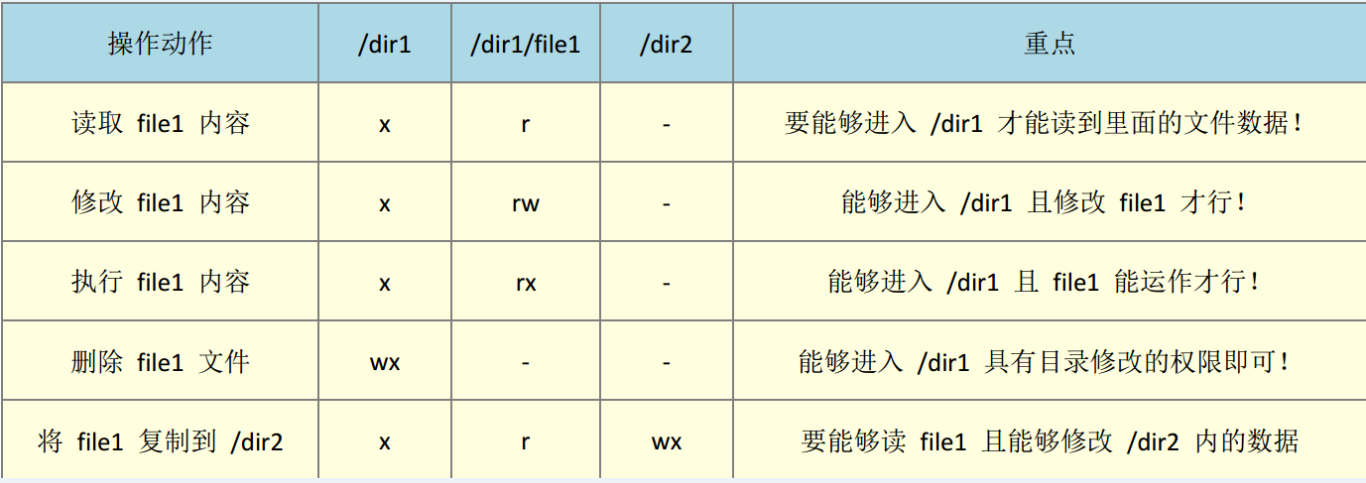 操作动作 /dir1 /dir1/file1 /dir2 重点
读取 file1 内容 x r - 要能够进入 /dir1 才能读到里面的文件数据！
修改 file1 内容 x rw - 能够进入 /dir1 且修改 file1 才行！
执行 file1 内容 x rx - 能够进入 /dir1 且 file1 能运作才行！
删除 file1 文件 wx - - 能够进入 /dir1 具有目录修改的权限即可！
将 file1 复制到 /dir2 x r wx 要能够读 file1 且能够修改 /dir2 内的数据